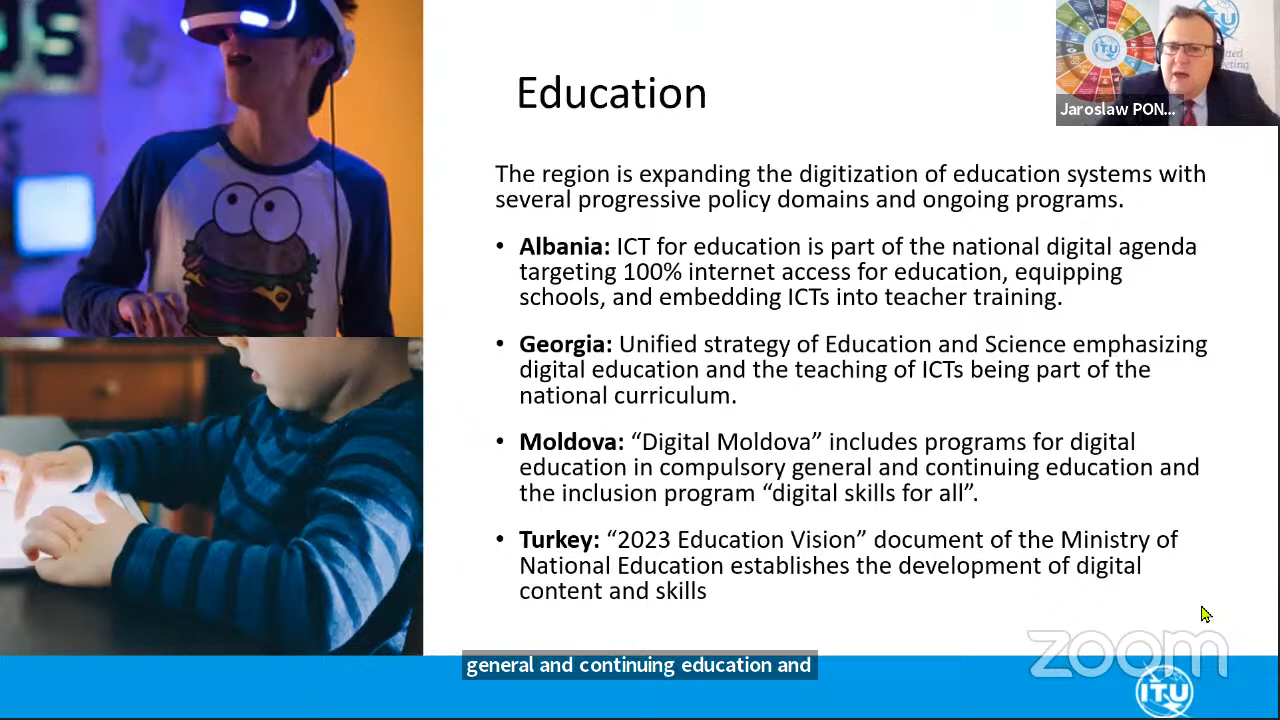 Education
Jaroslaw PON...
ITU
The region is expanding the digitization of education systems with
several progressive policy domains and ongoing programs.
• Albania: ICT for education is part of the national digital agenda
targeting 100% internet access for education, equipping
schools, and embedding ICTs into teacher training.
• Georgia: Unified strategy of Education and Science emphasizing
digital education and the teaching of ICTs being part of the
national curriculum.
• Moldova: “Digital Moldova” includes programs for digital
education in compulsory general and continuing education and
the inclusion program “digital skills for all”.
• Turkey: “2023 Education Vision” document of the Ministry of
National Education establishes the development of digital
content and skills
zoom
general and continuing education and
ITU